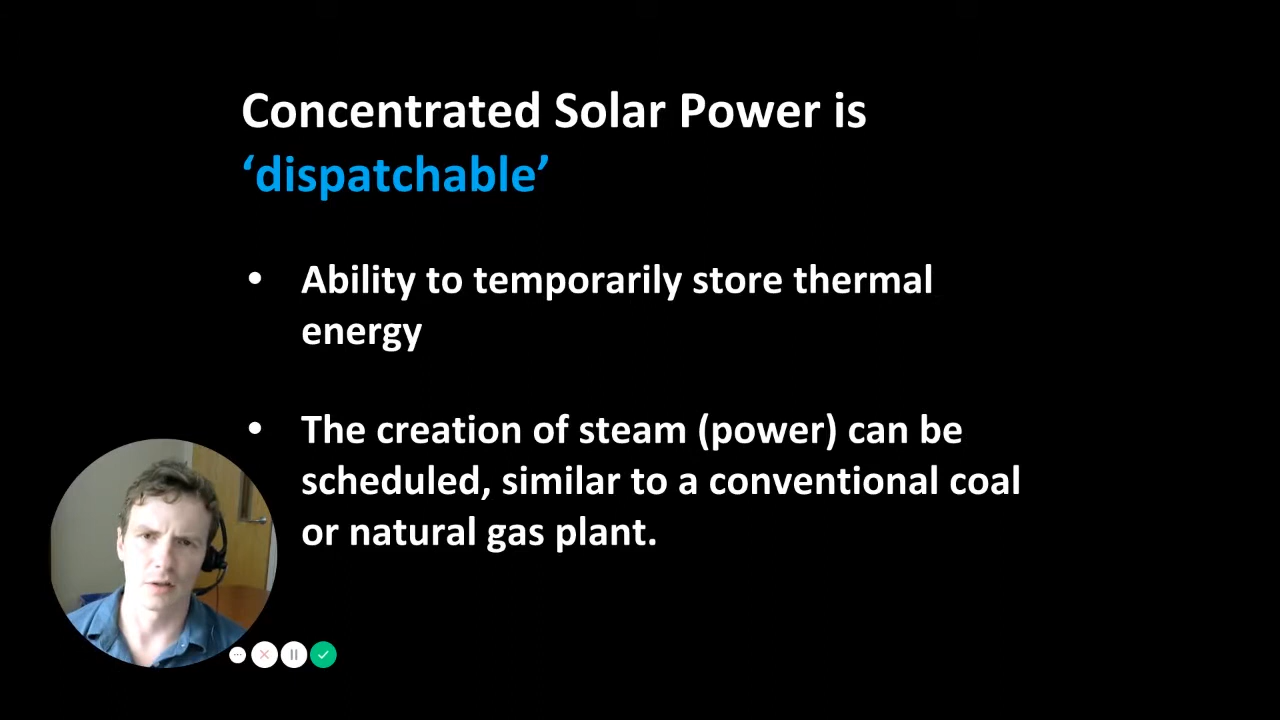 Concentrated Solar Power is
‘dispatchable’
• Ability to temporarily store thermal
energy
• The creation of steam (power) can be
scheduled, similar to a conventional coal
or natural gas plant.